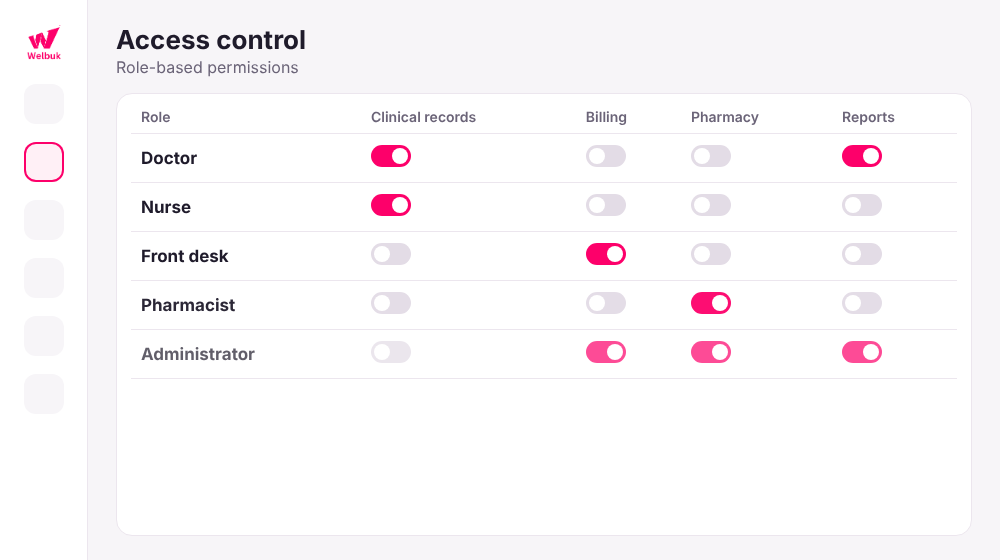 Welbuk
Access control
Role-based permissions
Role Clinical records Billing Pharmacy Reports
Doctor
Nurse
Front desk
Pharmacist
Administrator